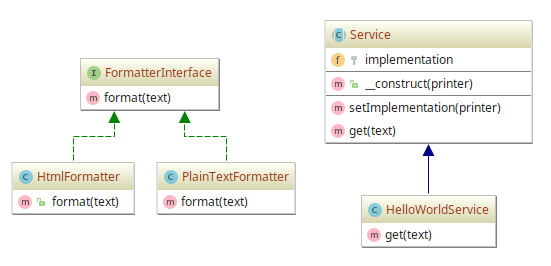 FormatterInterface
format(text)
HtmlFormatter
format(text)
PlainTextFormatter
format(text)
Service
implementation
__construct(printer)
setImplementation(printer)
get(text)
HelloWorldService
get(text)